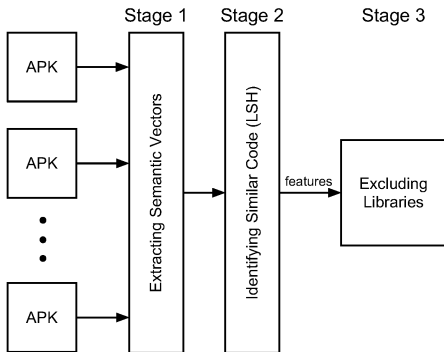 Stage 1
Stage 2
Stage 3
APK
APK
APK
Extracting Semantic Vectors
Identifying Similar Code (LSH)
features
Excluding
Libraries